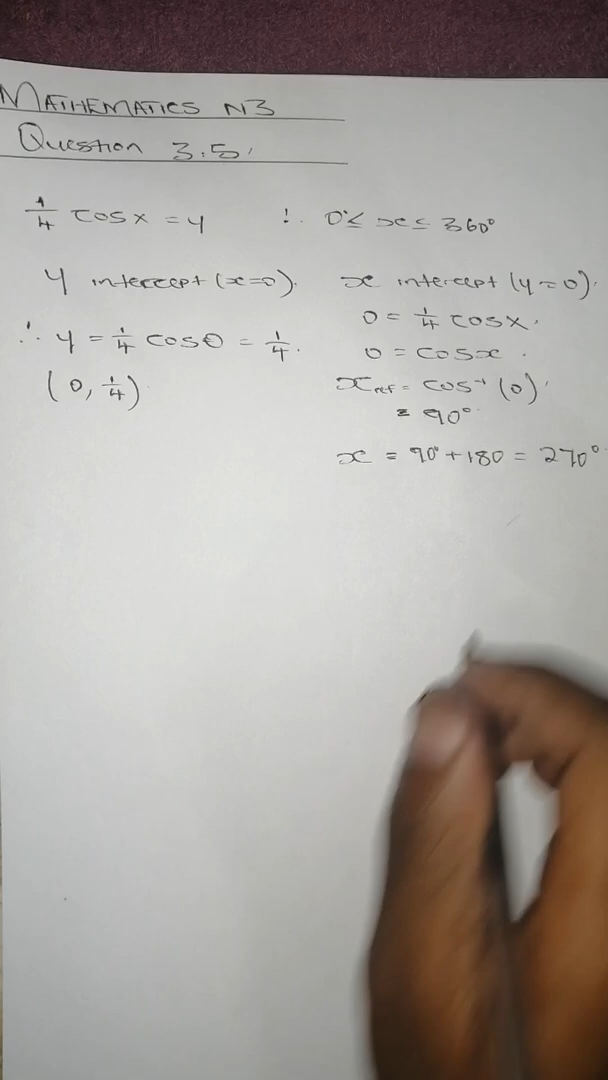 MATHEMATICS N3
Question 3.5.
1/4 cos x = y ∴ 0° ≤ x ≤ 360°
y intercept (x=0).
∴ y = 1/4 cos 0 = 1/4.
(0, 1/4)
x intercept (y = 0).
0 = 1/4 cos x.
0 = cos x.
x ref = cos⁻¹ (0)
= 90°
x = 90° + 180 = 270°